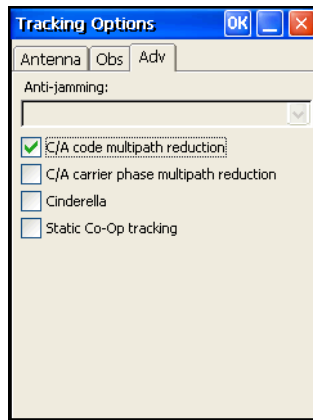 Tracking Options OK
Antenna Obs Adv
Anti-jamming:
C/A code multipath reduction
C/A carrier phase multipath reduction
Cinderella
Static Co-Op tracking